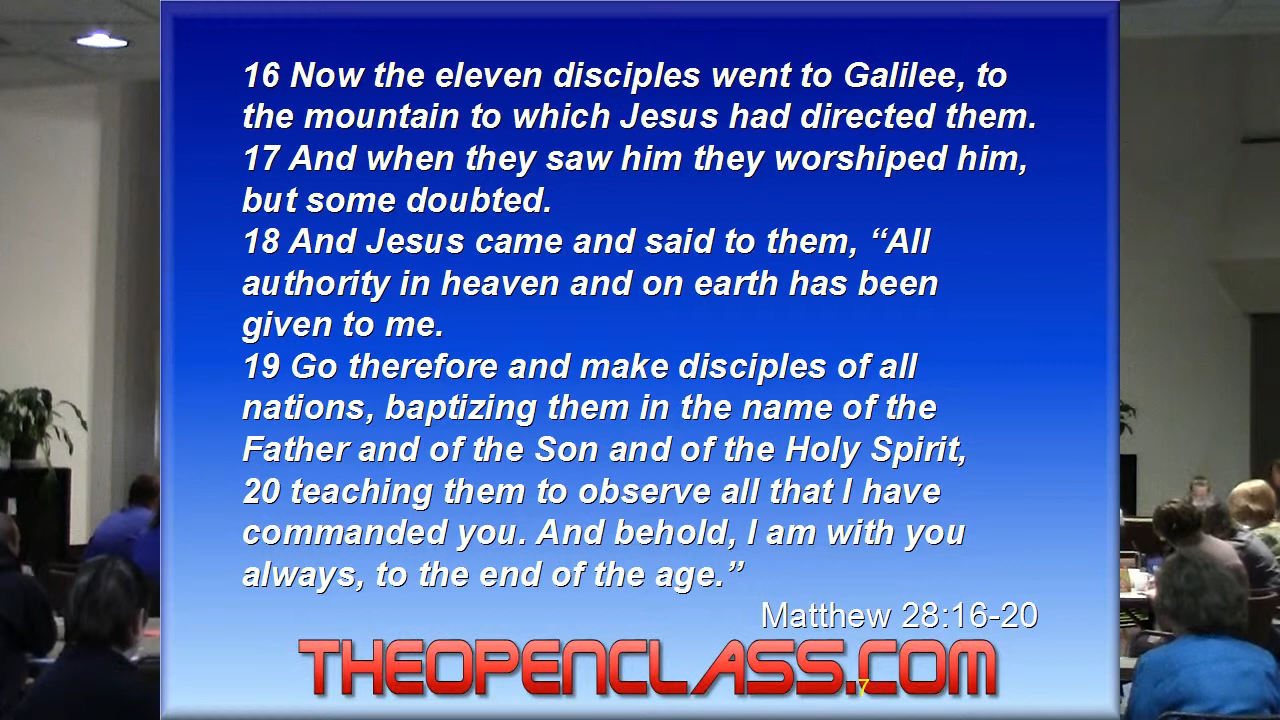 16 Now the eleven disciples went to Galilee, to
the mountain to which Jesus had directed them.
17 And when they saw him they worshiped him,
but some doubted.
18 And Jesus came and said to them, “All
authority in heaven and on earth has been
given to me.
19 Go therefore and make disciples of all
nations, baptizing them in the name of the
Father and of the Son and of the Holy Spirit,
20 teaching them to observe all that I have
commanded you. And behold, I am with you
always, to the end of the age.”
Matthew 28:16-20
THEOPENCLASS.COM
7